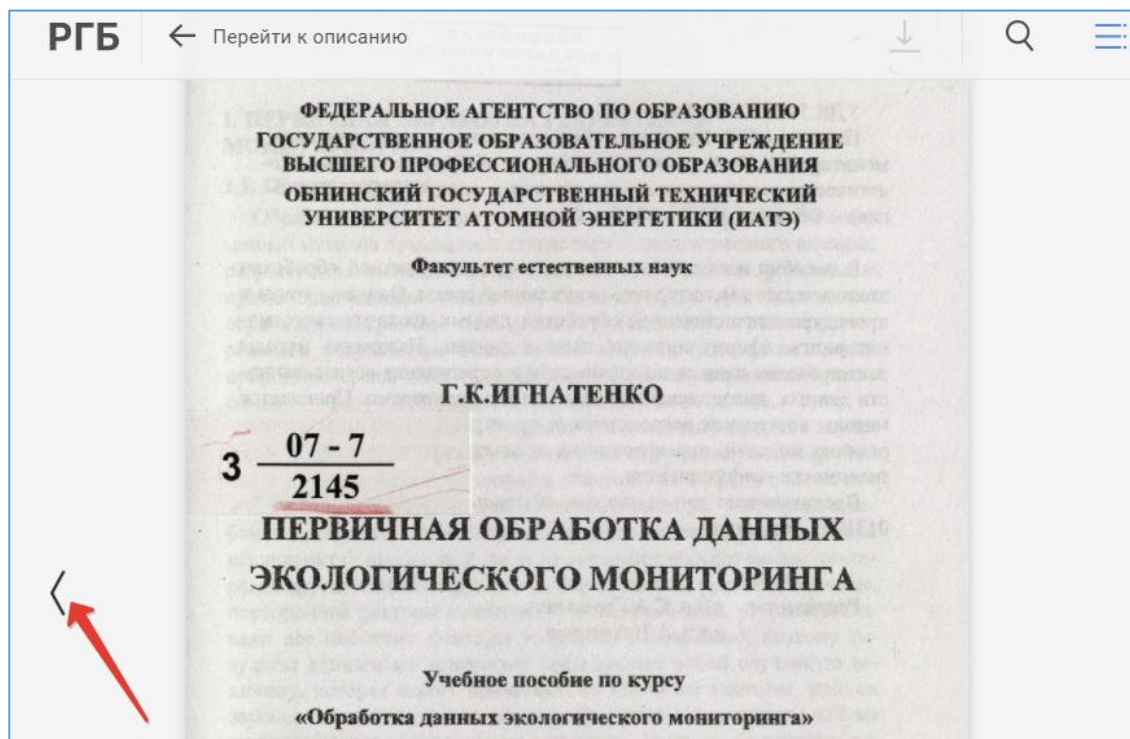 РГБ
Перейти к описанию
ФЕДЕРАЛЬНОЕ АГЕНТСТВО ПО ОБРАЗОВАНИЮ
ГОСУДАРСТВЕННОЕ ОБРАЗОВАТЕЛЬНОЕ УЧРЕЖДЕНИЕ
ВЫСШЕГО ПРОФЕССИОНАЛЬНОГО ОБРАЗОВАНИЯ
ОБНИНСКИЙ ГОСУДАРСТВЕННЫЙ ТЕХНИЧЕСКИЙ
УНИВЕРСИТЕТ АТОМНОЙ ЭНЕРГЕТИКИ (ИАТЭ)
Факультет естественных наук
Г.К.ИГНАТЕНКО
07 - 7
3
2145
ПЕРВИЧНАЯ ОБРАБОТКА ДАННЫХ
ЭКОЛОГИЧЕСКОГО МОНИТОРИНГА
Учебное пособие по курсу
«Обработка данных экологического мониторинга»